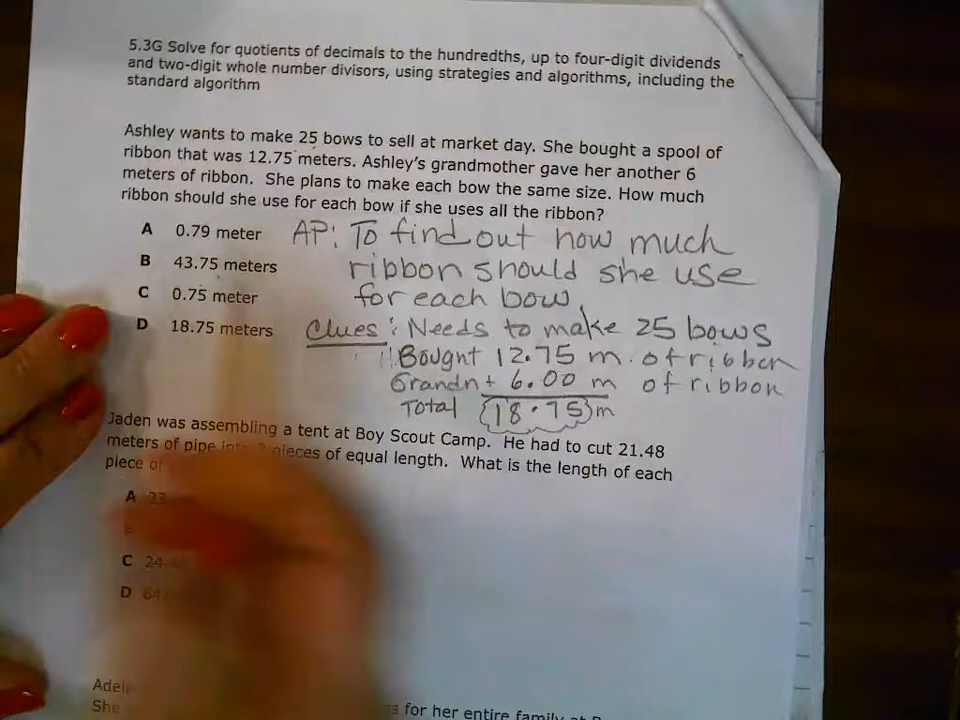 5.3G Solve for quotients of decimals to the hundredths, up to four-digit dividends
and two-digit whole number divisors, using strategies and algorithms, including the
standard algorithm
Ashley wants to make 25 bows to sell at market day. She bought a spool of
ribbon that was 12.75 meters. Ashley's grandmother gave her another 6
meters of ribbon. She plans to make each bow the same size. How much
ribbon should she use for each bow if she uses all the ribbon?
A 0.79 meter
B 43.75 meters
C 0.75 meter
D 18.75 meters
AP: To find out how much
ribbon should she use
for each bow.
Clues: Needs to make 25 bows
Bought 12.75 m. of ribbon
Grandn+ 6.00 m of ribbon
Total 18.75 m
Jaden was assembling a tent at Boy Scout Camp. He had to cut 21.48
meters of pipe into pieces of equal length. What is the length of each
piece
A 23
C 24
D 64
She
for her entire family at